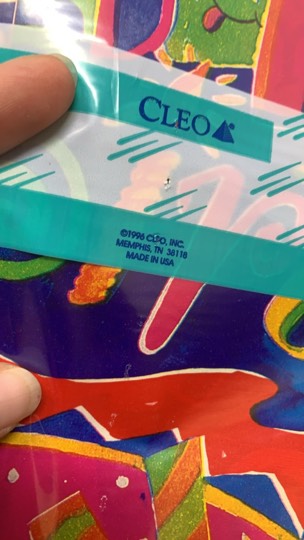 CLEO
©1996 CLEO, INC.
MEMPHIS, TN 38118
MADE IN USA